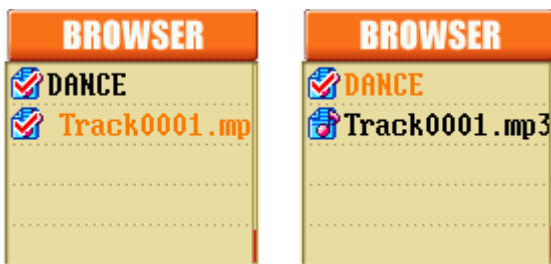 BROWSER
DANCE
Track0001.mp
BROWSER
DANCE
Track0001.mp3